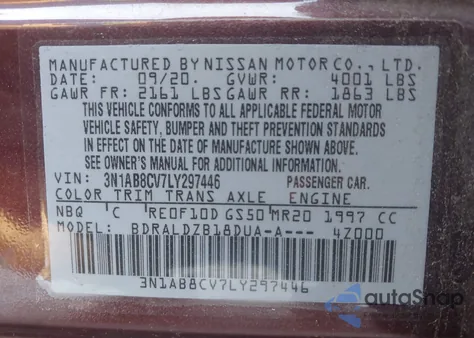 MANUFACTURED BY NISSAN MOTOR CO., LTD.
DATE: 09/20. GVWR: 4001 LBS
GAWR FR: 2161 LBS GAWR RR: 1863 LBS
THIS VEHICLE CONFORMS TO ALL APPLICABLE FEDERAL MOTOR
VEHICLE SAFETY, BUMPER AND THEFT PREVENTION STANDARDS
IN EFFECT ON THE DATE OF MANUFACTURE SHOWN ABOVE.
SEE OWNER'S MANUAL FOR ADDITIONAL INFORMATION.
VIN: 3N1AB8CV7LY297446 PASSENGER CAR.
COLOR TRIM TRANS AXLE ENGINE
NBQ C RE0F10D GS50 MR20 1997 CC
MODEL: BDRALDZB18DUA-A--- 4Z000
3N1AB8CV7LY297446
autoSnap